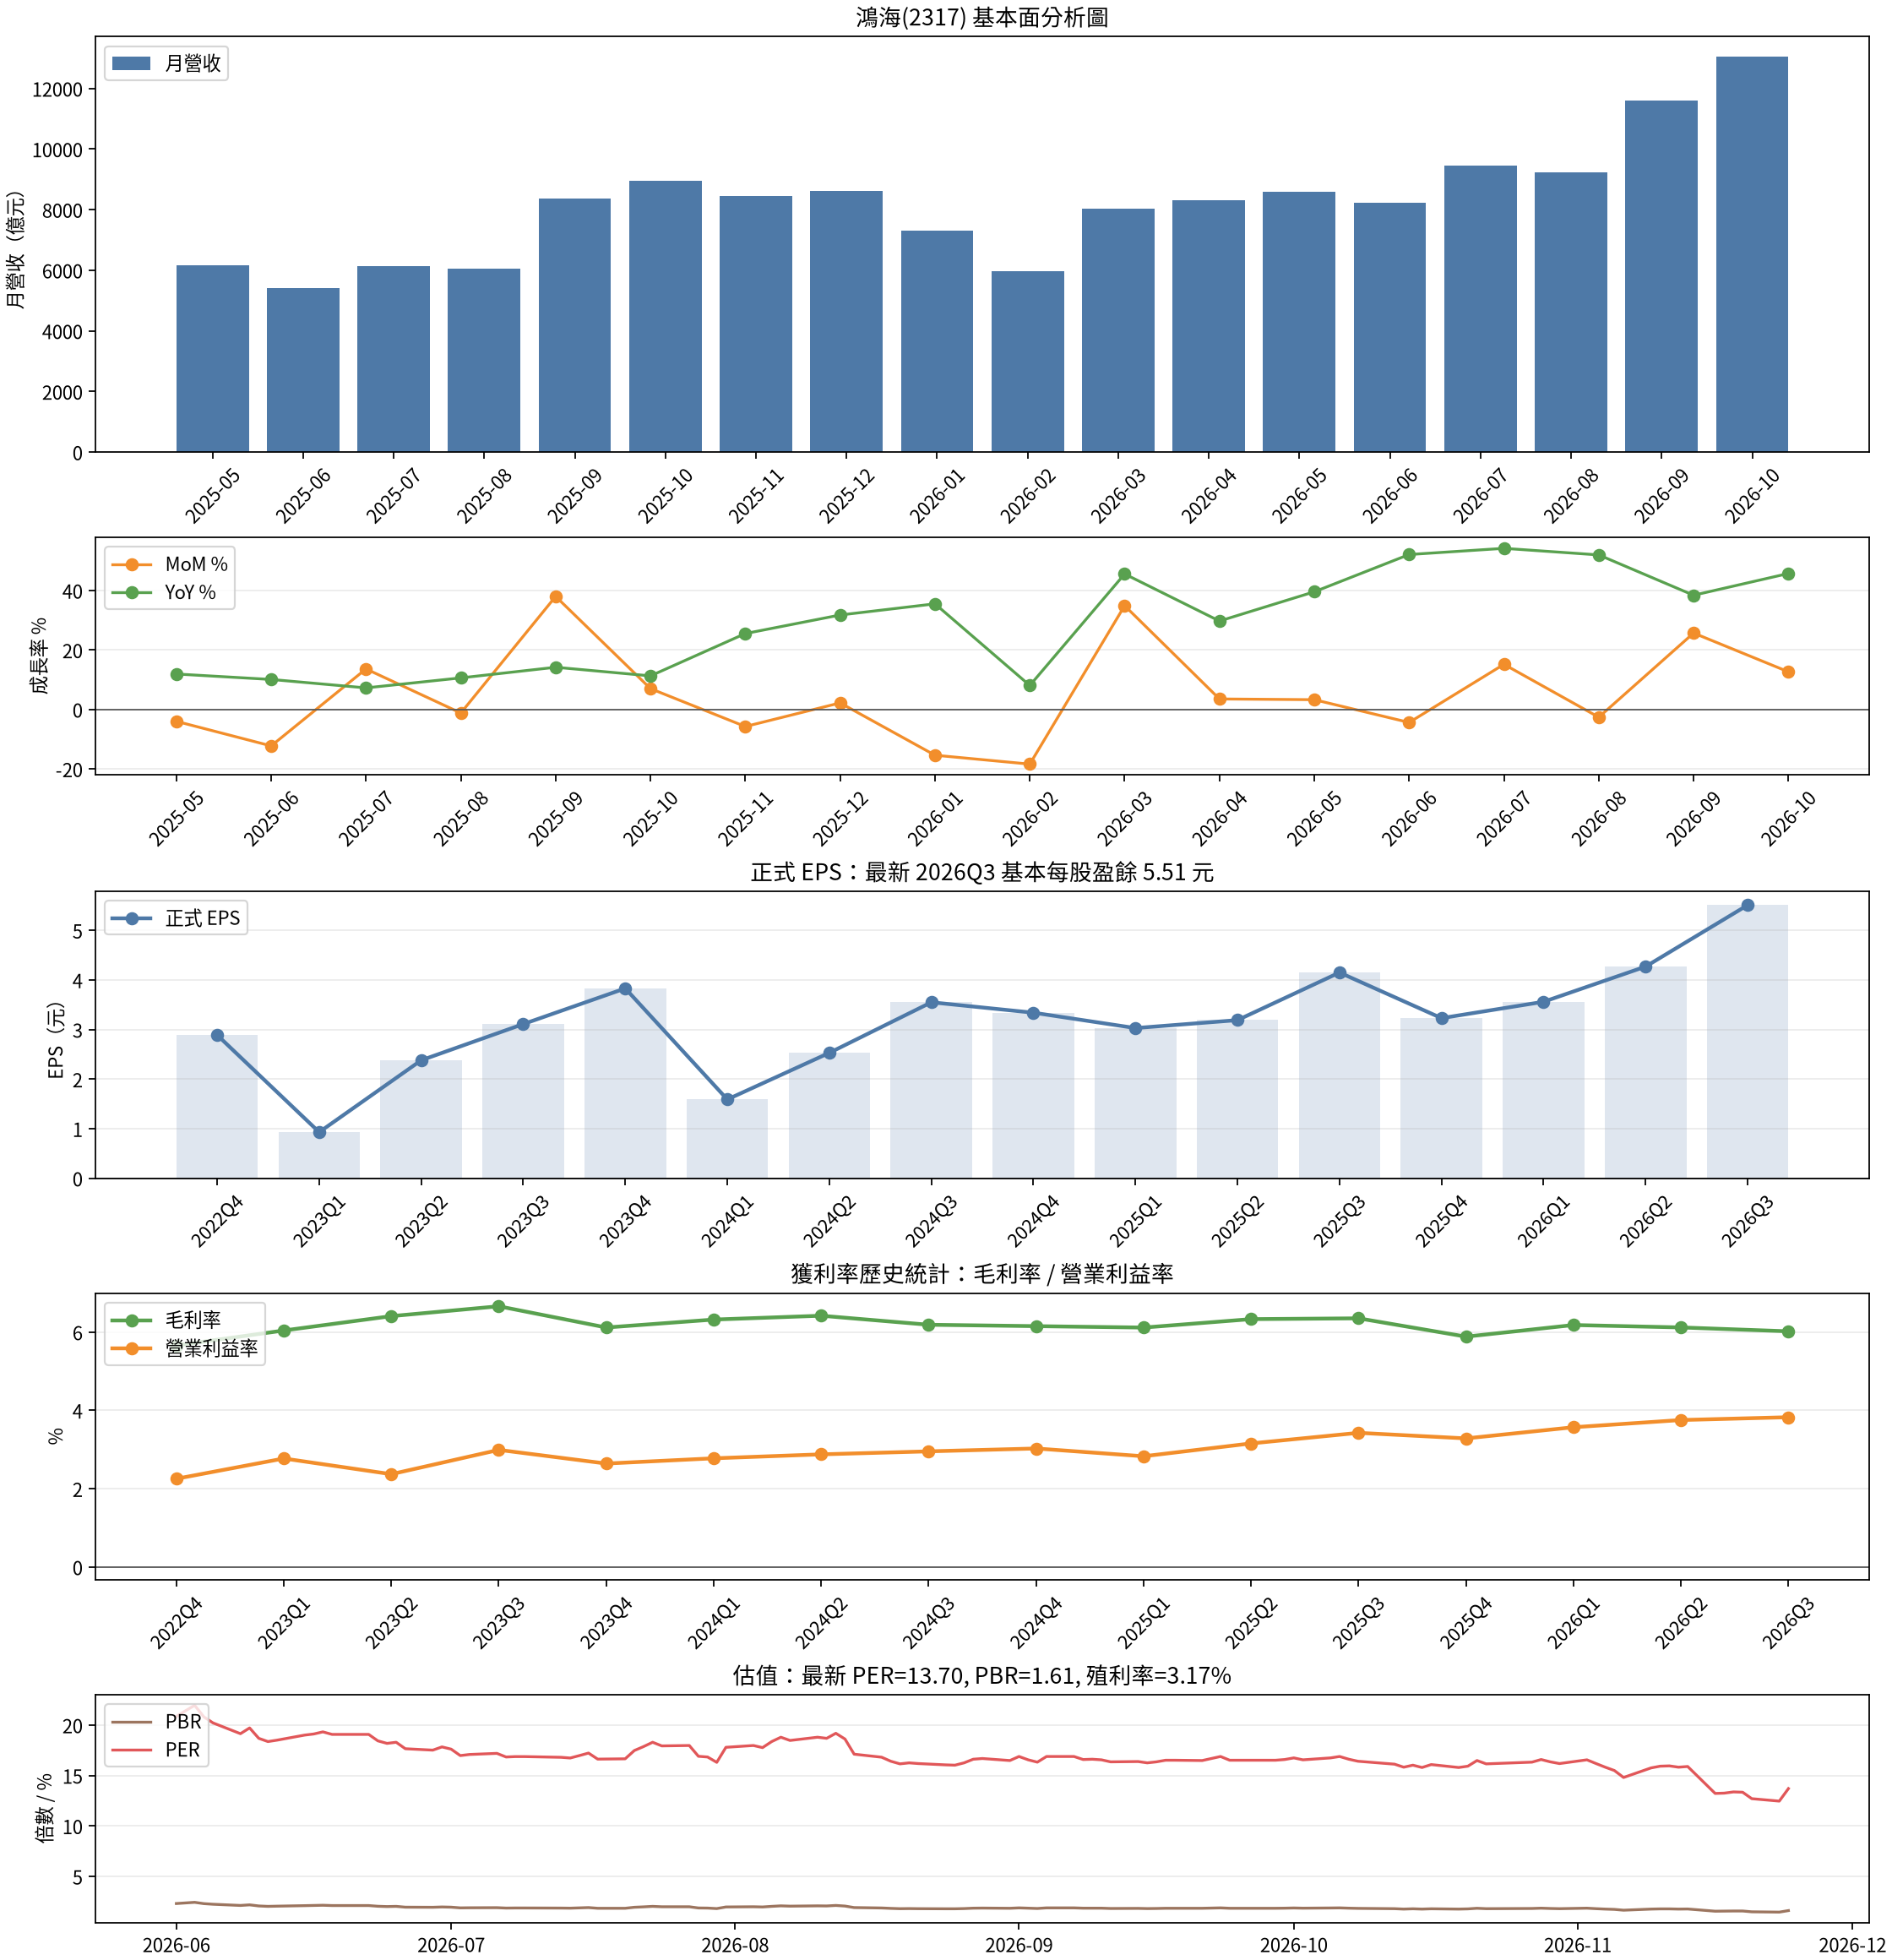 鴻海(2317) 基本面分析圖
月營收
月營收（億元）
12000
10000
8000
6000
4000
2000
0
2025-05 2025-06 2025-07 2025-08 2025-09 2025-10 2025-11 2025-12 2026-01 2026-02 2026-03 2026-04 2026-05 2026-06 2026-07 2026-08 2026-09 2026-10
MoM %
YoY %
成長率 %
40
20
0
-20
2025-05 2025-06 2025-07 2025-08 2025-09 2025-10 2025-11 2025-12 2026-01 2026-02 2026-03 2026-04 2026-05 2026-06 2026-07 2026-08 2026-09 2026-10
正式 EPS：最新 2026Q3 基本每股盈餘 5.51 元
正式 EPS
EPS（元）
5
4
3
2
1
0
2022Q4 2023Q1 2023Q2 2023Q3 2023Q4 2024Q1 2024Q2 2024Q3 2024Q4 2025Q1 2025Q2 2025Q3 2025Q4 2026Q1 2026Q2 2026Q3
獲利率歷史統計：毛利率 / 營業利益率
毛利率
營業利益率
%
6
4
2
0
2022Q4 2023Q1 2023Q2 2023Q3 2023Q4 2024Q1 2024Q2 2024Q3 2024Q4 2025Q1 2025Q2 2025Q3 2025Q4 2026Q1 2026Q2 2026Q3
估值：最新 PER=13.70, PBR=1.61, 殖利率=3.17%
PBR
PER
倍數 / %
20
15
10
5
2026-06 2026-07 2026-08 2026-09 2026-10 2026-11 2026-12